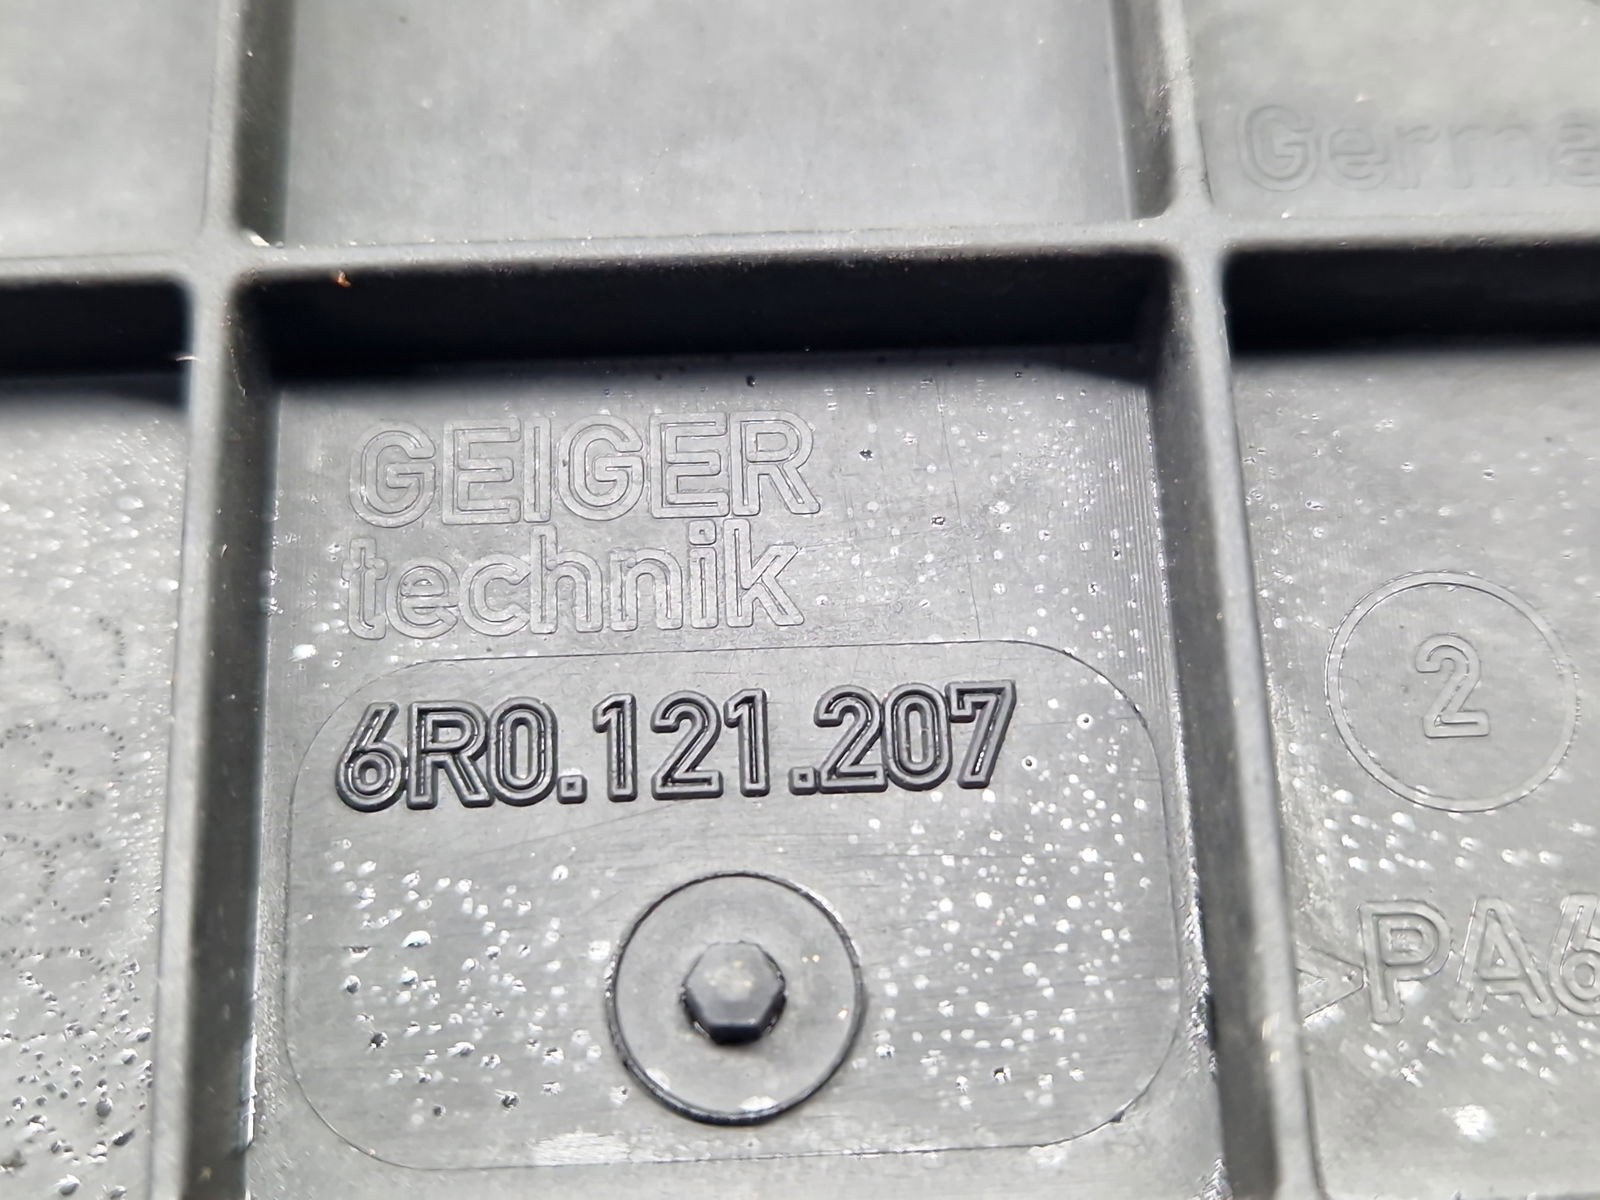 Germa
GEIGER
technik
6R0.121.207
2
>PA6